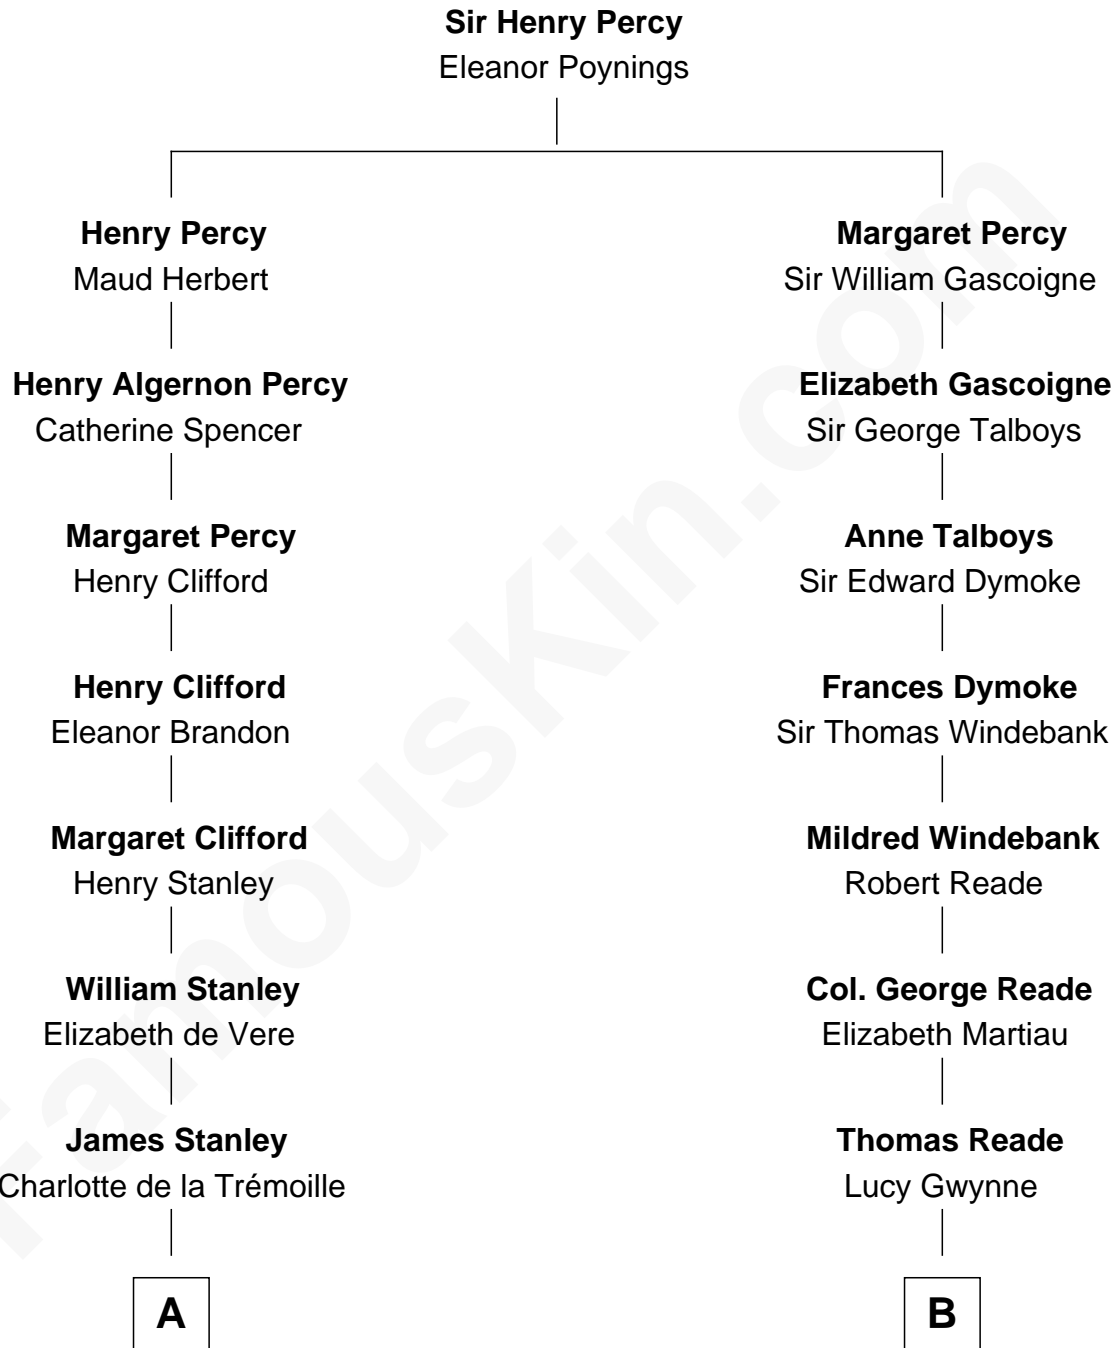 Sir Henry Percy
Eleanor Poynings
Henry Percy
Maud Herbert
Henry Algernon Percy
Catherine Spencer
Margaret Percy
Henry Clifford
Henry Clifford
Eleanor Brandon
Margaret Clifford
Henry Stanley
William Stanley
Elizabeth de Vere
James Stanley
Charlotte de la Trémoille
A
Margaret Percy
Sir William Gascoigne
Elizabeth Gascoigne
Sir George Talboys
Anne Talboys
Sir Edward Dymoke
Frances Dymoke
Sir Thomas Windebank
Mildred Windebank
Robert Reade
Col. George Reade
Elizabeth Martiau
Thomas Reade
Lucy Gwynne
B
FamousKin.com